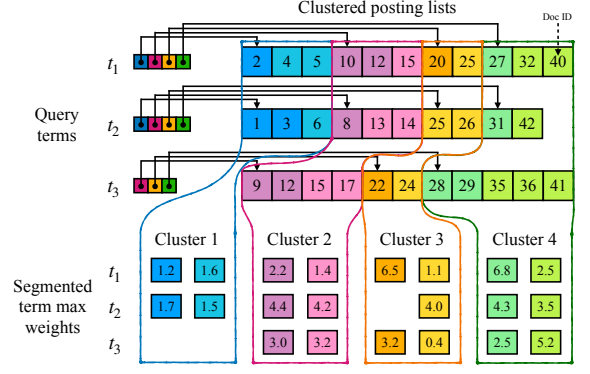 Clustered posting lists
Doc ID
t1 2 4 5 10 12 15 20 25 27 32 40
Query terms
t2 1 3 6 8 13 14 25 26 31 42
t3 9 12 15 17 22 24 28 29 35 36 41
Cluster 1 Cluster 2 Cluster 3 Cluster 4
Segmented term max weights
t1 1.2 1.6 2.2 1.4 6.5 1.1 6.8 2.5
t2 1.7 1.5 4.4 4.2 4.0 4.3 3.5
t3 3.0 3.2 3.2 0.4 2.5 5.2